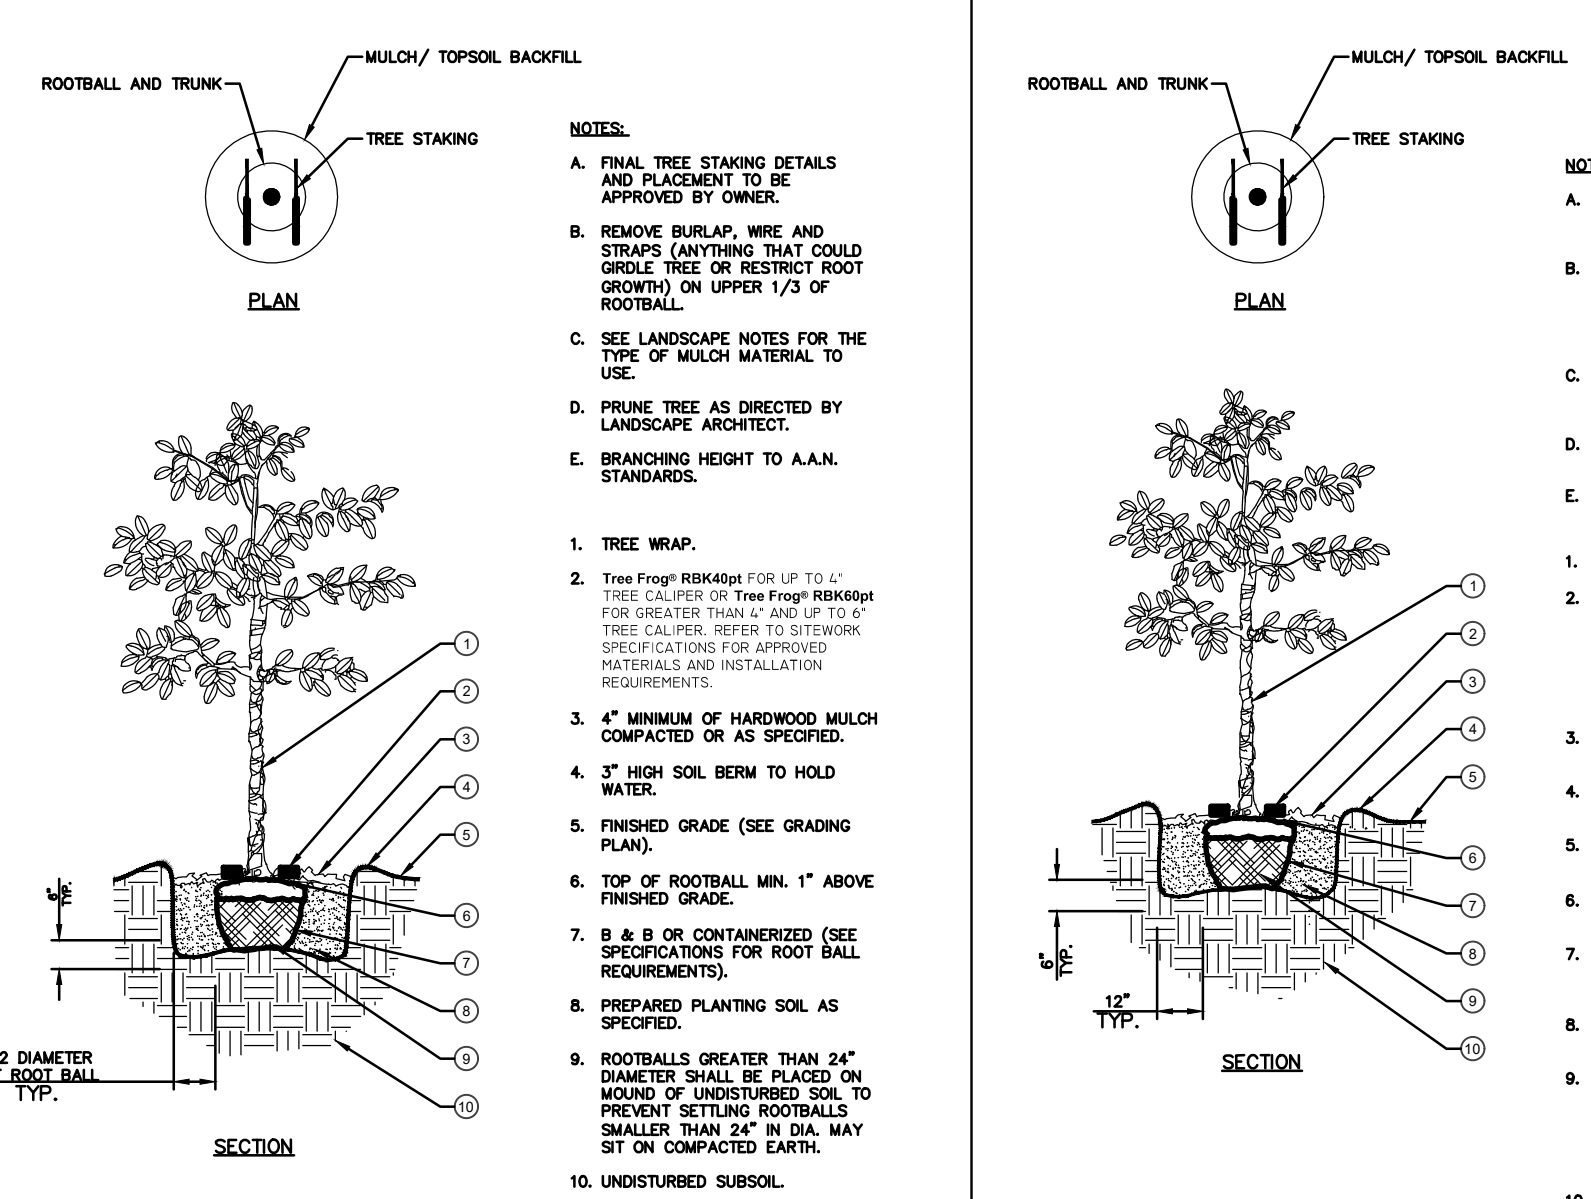 MULCH/ TOPSOIL BACKFILL
ROOTBALL AND TRUNK
TREE STAKING
PLAN
1
2
3
4
5
6
7
8
9
10
6"
TYP.
2 DIAMETER
ROOT BALL
TYP.
SECTION
NOTES:
A. FINAL TREE STAKING DETAILS
AND PLACEMENT TO BE
APPROVED BY OWNER.
B. REMOVE BURLAP, WIRE AND
STRAPS (ANYTHING THAT COULD
GIRDLE TREE OR RESTRICT ROOT
GROWTH) ON UPPER 1/3 OF
ROOTBALL.
C. SEE LANDSCAPE NOTES FOR THE
TYPE OF MULCH MATERIAL TO
USE.
D. PRUNE TREE AS DIRECTED BY
LANDSCAPE ARCHITECT.
E. BRANCHING HEIGHT TO A.A.N.
STANDARDS.
1. TREE WRAP.
2. Tree Frog® RBK40pt FOR UP TO 4"
TREE CALIPER OR Tree Frog® RBK60pt
FOR GREATER THAN 4" AND UP TO 6"
TREE CALIPER. REFER TO SITEWORK
SPECIFICATIONS FOR APPROVED
MATERIALS AND INSTALLATION
REQUIREMENTS.
3. 4" MINIMUM OF HARDWOOD MULCH
COMPACTED OR AS SPECIFIED.
4. 3" HIGH SOIL BERM TO HOLD
WATER.
5. FINISHED GRADE (SEE GRADING
PLAN).
6. TOP OF ROOTBALL MIN. 1" ABOVE
FINISHED GRADE.
7. B & B OR CONTAINERIZED (SEE
SPECIFICATIONS FOR ROOT BALL
REQUIREMENTS).
8. PREPARED PLANTING SOIL AS
SPECIFIED.
9. ROOTBALLS GREATER THAN 24"
DIAMETER SHALL BE PLACED ON
MOUND OF UNDISTURBED SOIL TO
PREVENT SETTLING ROOTBALLS
SMALLER THAN 24" IN DIA. MAY
SIT ON COMPACTED EARTH.
10. UNDISTURBED SUBSOIL.
MULCH/ TOPSOIL BACKFILL
ROOTBALL AND TRUNK
TREE STAKING
PLAN
1
2
3
4
5
6
7
8
9
10
6"
TYP.
12"
TYP.
SECTION
A.
B.
C.
D.
E.
1.
2.
3.
4.
5.
6.
7.
8.
9.